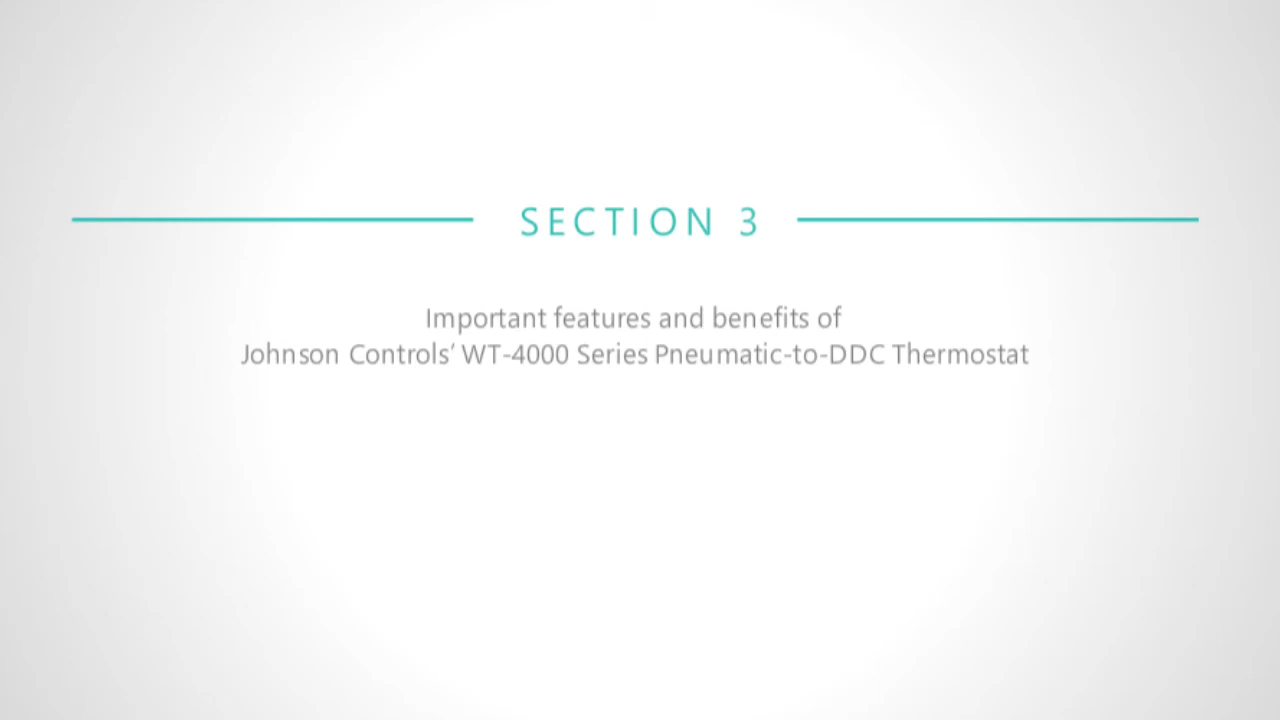 SECTION 3
Important features and benefits of
Johnson Controls’ WT-4000 Series Pneumatic-to-DDC Thermostat